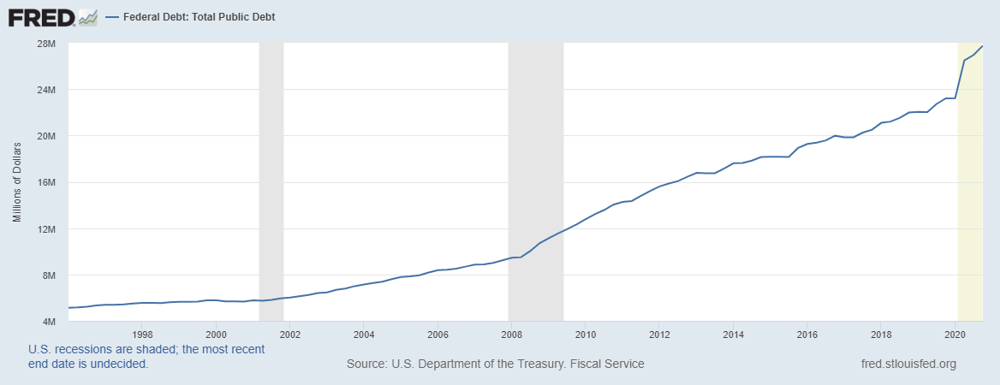 FRED
Federal Debt: Total Public Debt
28M
24M
20M
16M
12M
8M
4M
Millions of Dollars
1998 2000 2002 2004 2006 2008 2010 2012 2014 2016 2018 2020
U.S. recessions are shaded; the most recent
end date is undecided.
Source: U.S. Department of the Treasury. Fiscal Service
fred.stlouisfed.org